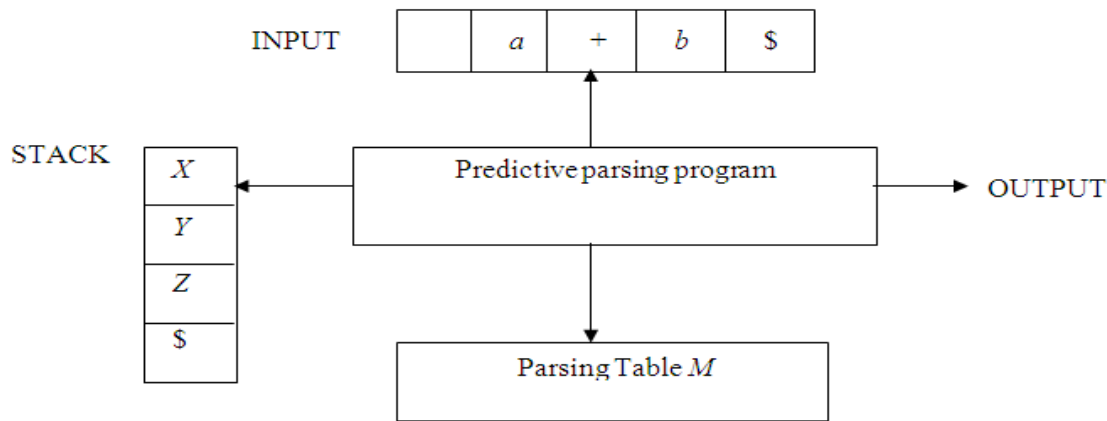 INPUT a + b $
STACK
X
Y
Z
$
Predictive parsing program
OUTPUT
Parsing Table M